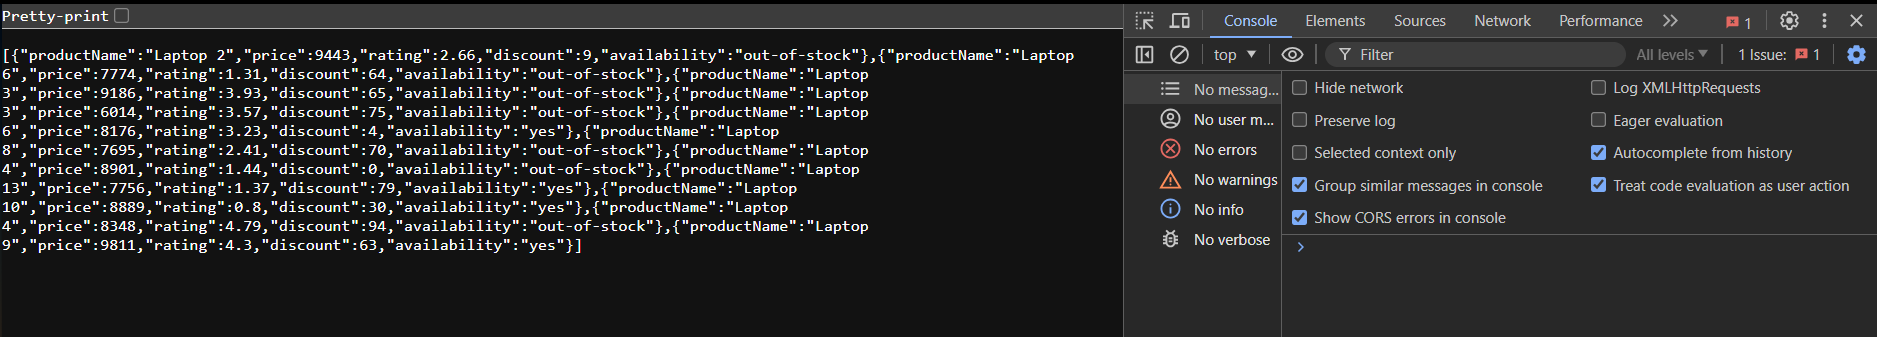 Pretty-print
[{"productName":"Laptop 2","price":9443,"rating":2.66,"discount":9,"availability":"out-of-stock"},{"productName":"Laptop
6","price":7774,"rating":1.31,"discount":64,"availability":"out-of-stock"},{"productName":"Laptop
3","price":9186,"rating":3.93,"discount":65,"availability":"out-of-stock"},{"productName":"Laptop
3","price":6014,"rating":3.57,"discount":75,"availability":"out-of-stock"},{"productName":"Laptop
6","price":8176,"rating":3.23,"discount":4,"availability":"yes"},{"productName":"Laptop
8","price":7695,"rating":2.41,"discount":70,"availability":"out-of-stock"},{"productName":"Laptop
4","price":8901,"rating":1.44,"discount":0,"availability":"out-of-stock"},{"productName":"Laptop
13","price":7756,"rating":1.37,"discount":79,"availability":"yes"},{"productName":"Laptop
10","price":8889,"rating":0.8,"discount":30,"availability":"yes"},{"productName":"Laptop
4","price":8348,"rating":4.79,"discount":94,"availability":"out-of-stock"},{"productName":"Laptop
9","price":9811,"rating":4.3,"discount":63,"availability":"yes"}]
Console Elements Sources Network Performance 1
top Filter All levels 1 Issue: 1
No messag...
No user m...
No errors
No warnings
No info
No verbose
Hide network Log XMLHttpRequests
Preserve log Eager evaluation
Selected context only Autocomplete from history
Group similar messages in console Treat code evaluation as user action
Show CORS errors in console